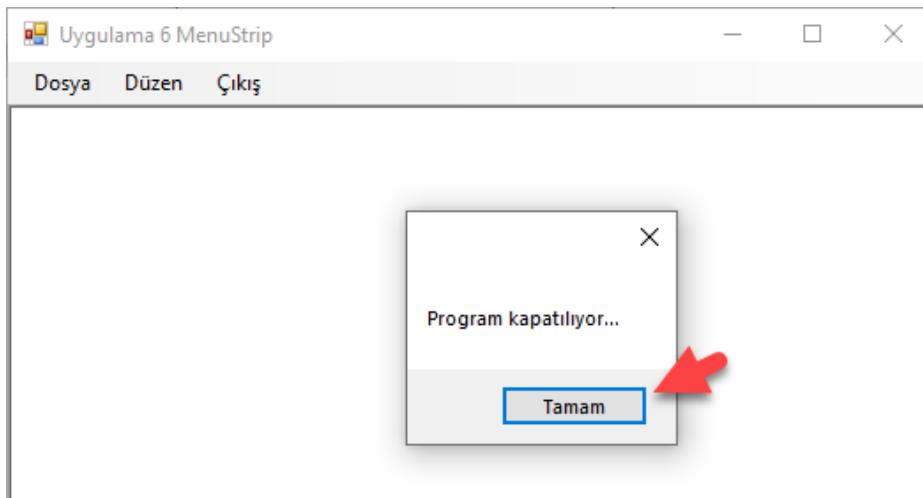 Uygulama 6 MenuStrip
Dosya Düzen Çıkış
Program kapatılıyor...
Tamam